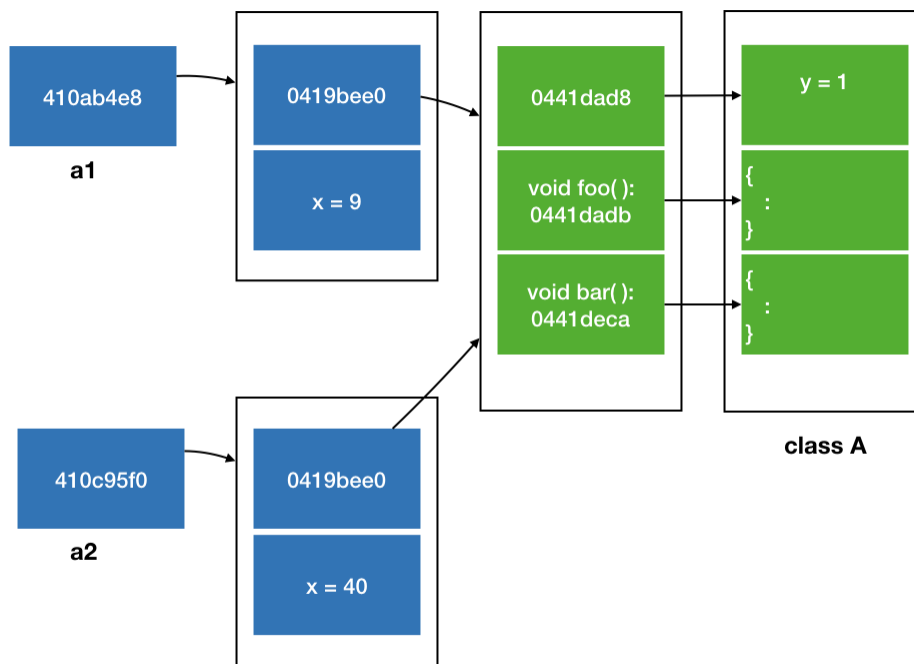 410ab4e8
a1
0419bee0
x = 9
0441dad8
void foo( ):
0441dadb
void bar( ):
0441deca
y = 1
{
:
}
{
:
}
class A
410c95f0
a2
0419bee0
x = 40